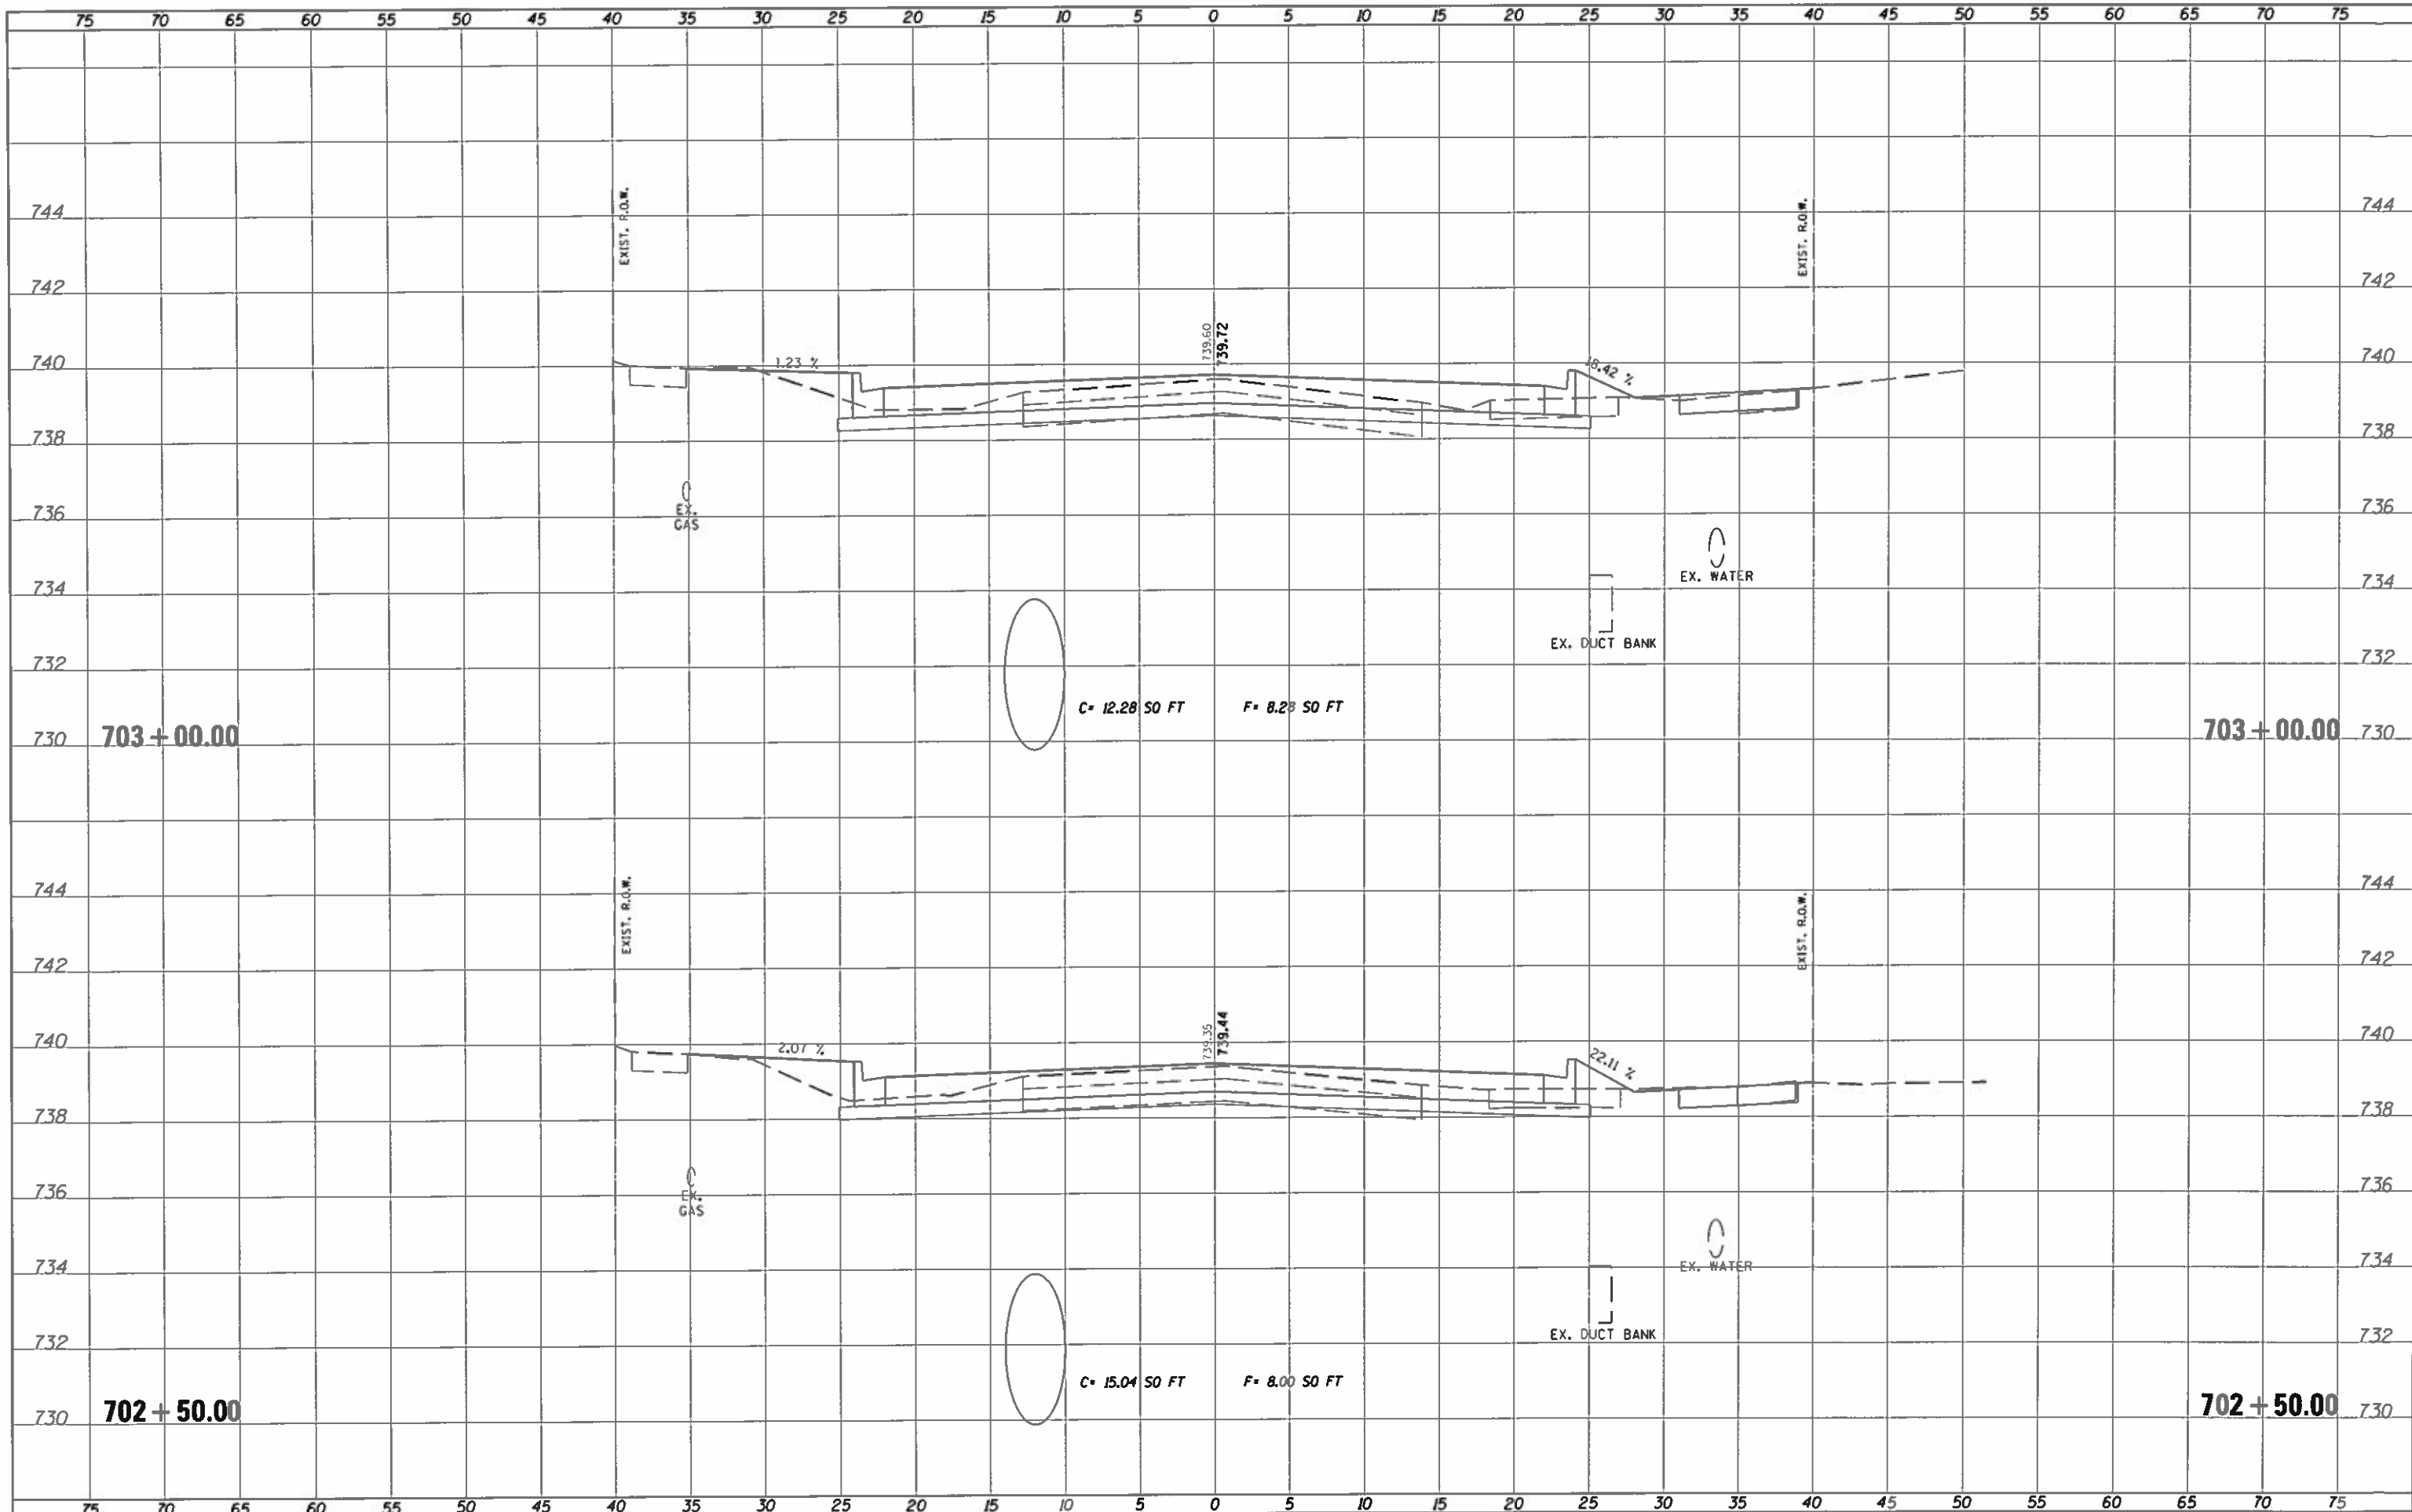 75 70 65 60 55 50 45 40 35 30 25 20 15 10 5 0 5 10 15 20 25 30 35 40 45 50 55 60 65 70 75
EXIST. R.O.W.
EXIST. R.O.W.
744 744
742 742
739.60
739.72
740 1.23 % 18.42 % 740
738 738
EX.
GAS
736 736
EX. WATER
734 734
EX. DUCT BANK
732 732
C= 12.28 SQ FT F= 8.28 SQ FT
730 703 + 00.00 703 + 00.00 730
EXIST. R.O.W.
EXIST. R.O.W.
744 744
742 742
739.35
739.44
740 2.07 % 22.11 % 740
738 738
EX.
GAS
736 736
EX. WATER
734 734
EX. DUCT BANK
732 732
C= 15.04 SQ FT F= 8.00 SQ FT
730 702 + 50.00 702 + 50.00 730
75 70 65 60 55 50 45 40 35 30 25 20 15 10 5 0 5 10 15 20 25 30 35 40 45 50 55 60 65 70 75